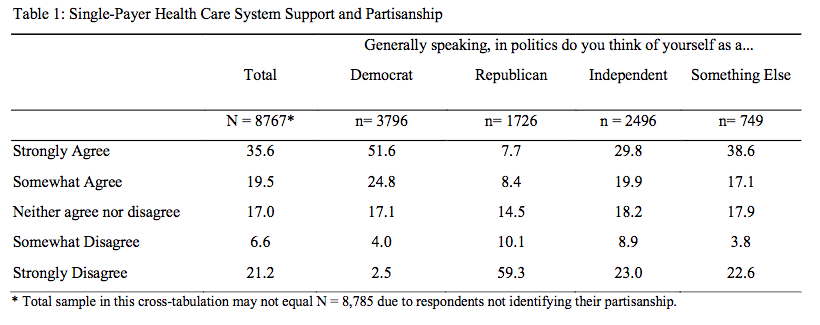 Table 1: Single-Payer Health Care System Support and Partisanship
Generally speaking, in politics do you think of yourself as a...
Total Democrat Republican Independent Something Else
N = 8767* n= 3796 n= 1726 n = 2496 n= 749
Strongly Agree 35.6 51.6 7.7 29.8 38.6
Somewhat Agree 19.5 24.8 8.4 19.9 17.1
Neither agree nor disagree 17.0 17.1 14.5 18.2 17.9
Somewhat Disagree 6.6 4.0 10.1 8.9 3.8
Strongly Disagree 21.2 2.5 59.3 23.0 22.6
* Total sample in this cross-tabulation may not equal N = 8,785 due to respondents not identifying their partisanship.